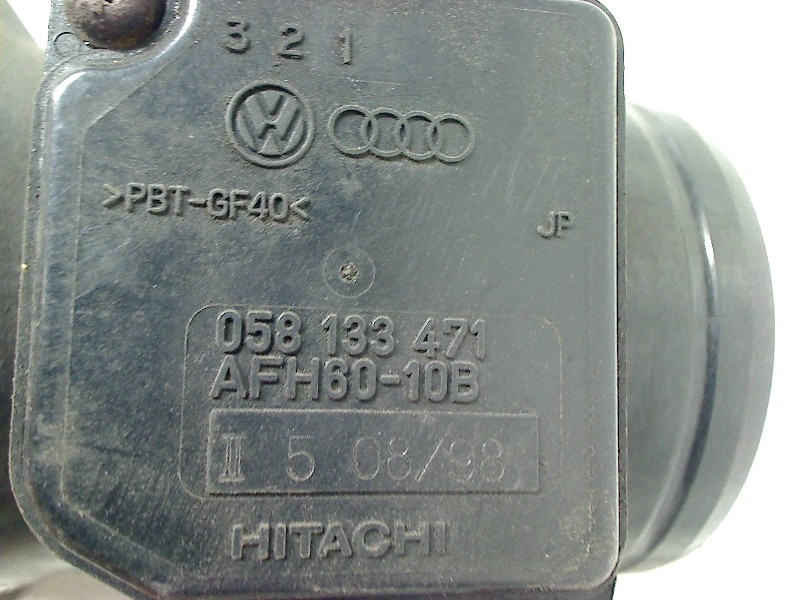 3 2 1
>PBT-GF40<
JP
058 133 471
AFH60-10B
II 5 08/98
HITACHI